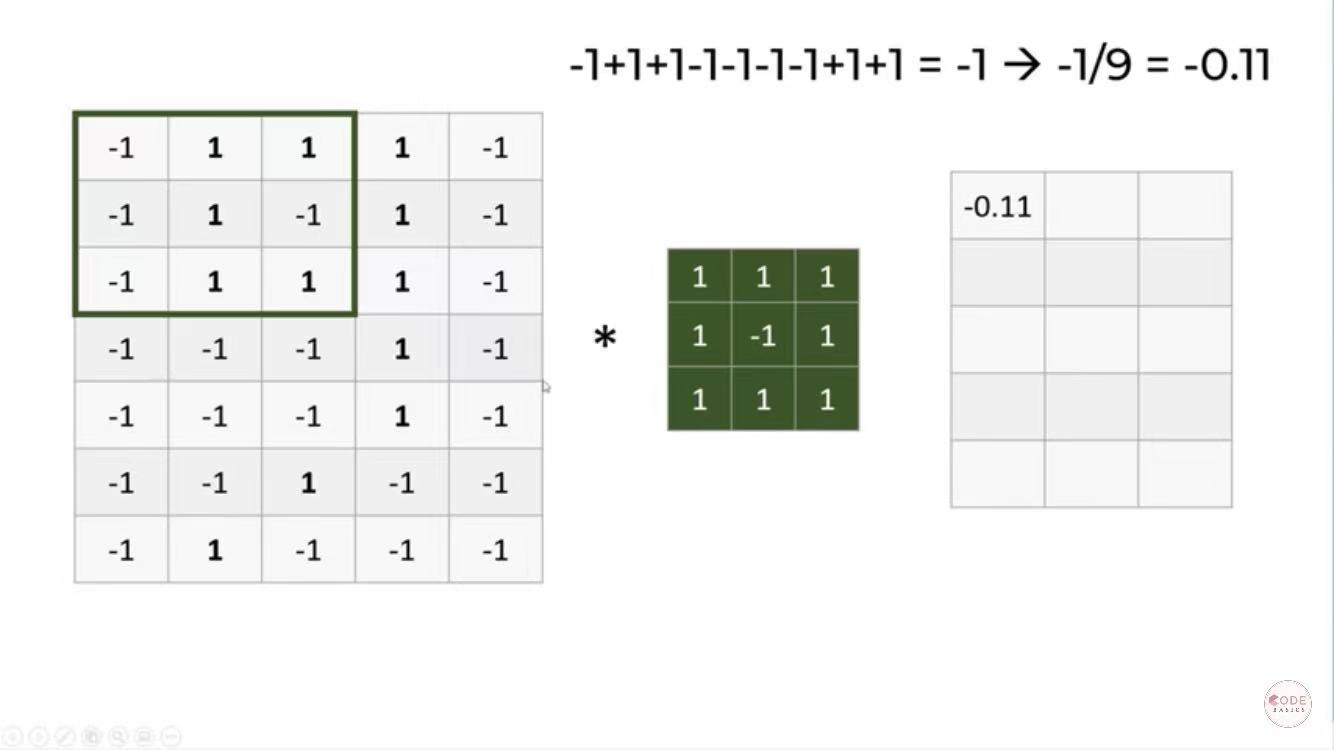 -1+1+1-1-1-1-1+1+1 = -1 → -1/9 = -0.11
-1 1 1 1 -1
-1 1 -1 1 -1
-1 1 1 1 -1
-1 -1 -1 1 -1
-1 -1 -1 1 -1
-1 -1 1 -1 -1
-1 1 -1 -1 -1
*
1 1 1
1 -1 1
1 1 1
-0.11
CODE
BASICS